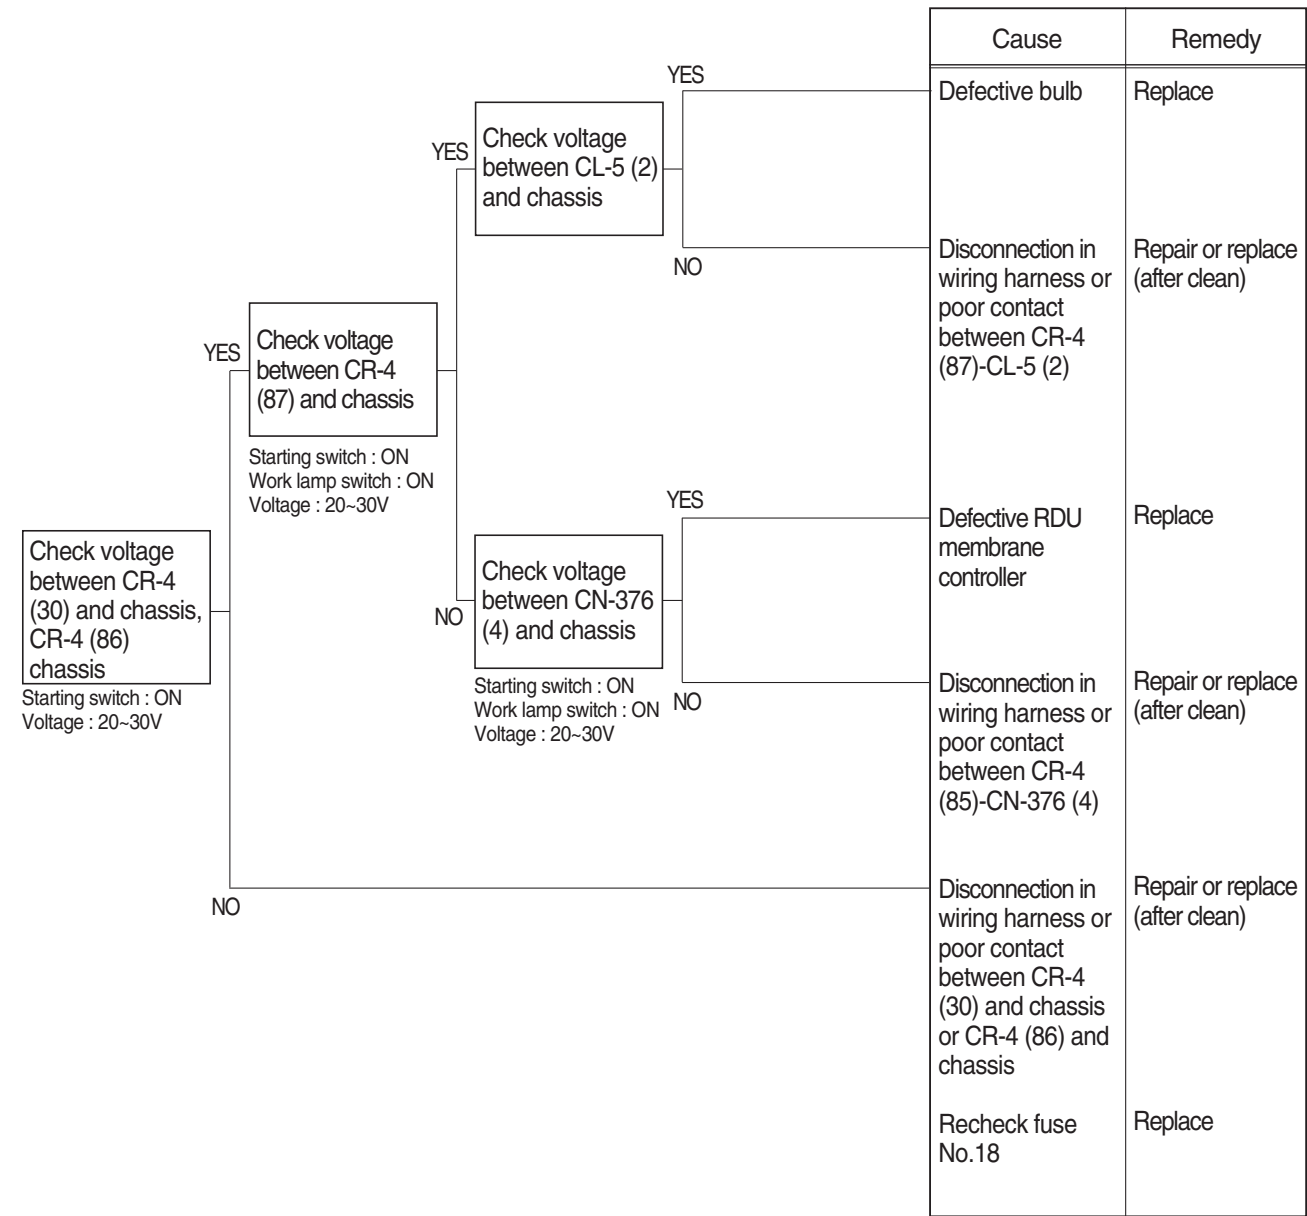 Cause
Remedy
YES
Defective bulb
Replace
Check voltage
between CL-5 (2)
and chassis
YES
NO
Disconnection in
wiring harness or
poor contact
between CR-4
(87)-CL-5 (2)
Repair or replace
(after clean)
YES
Check voltage
between CR-4
(87) and chassis
Starting switch : ON
Work lamp switch : ON
Voltage : 20~30V
YES
Defective RDU
membrane
controller
Replace
Check voltage
between CR-4
(30) and chassis,
CR-4 (86)
chassis
Starting switch : ON
Voltage : 20~30V
NO
Check voltage
between CN-376
(4) and chassis
Starting switch : ON
Work lamp switch : ON
Voltage : 20~30V
NO
Disconnection in
wiring harness or
poor contact
between CR-4
(85)-CN-376 (4)
Repair or replace
(after clean)
NO
Disconnection in
wiring harness or
poor contact
between CR-4
(30) and chassis
or CR-4 (86) and
chassis
Repair or replace
(after clean)
Recheck fuse
No.18
Replace